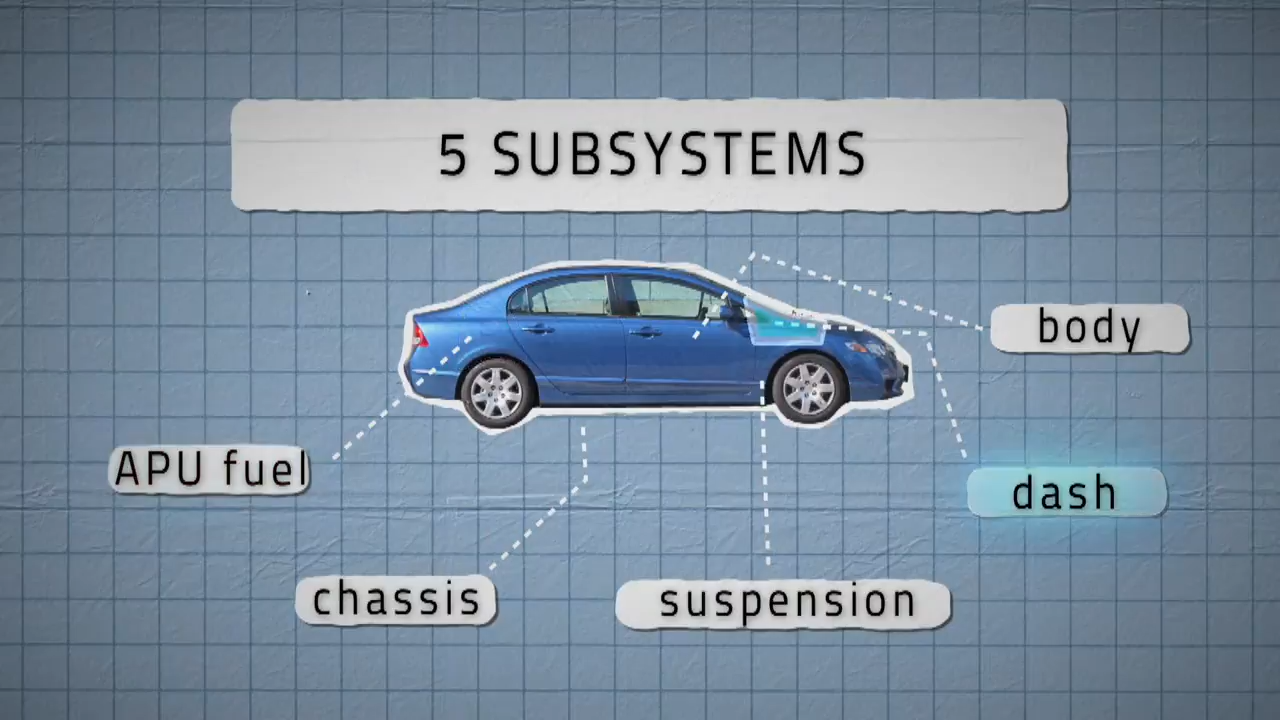 5 SUBSYSTEMS
body
APU fuel
dash
chassis
suspension